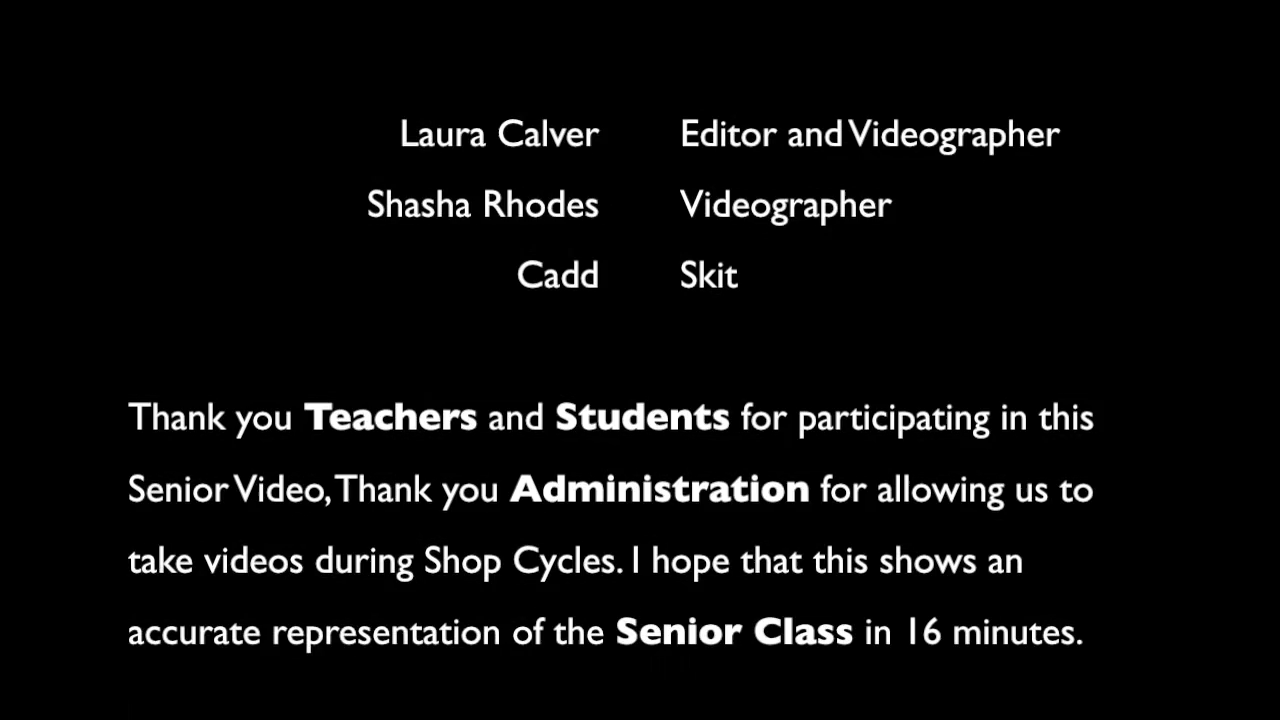 Laura Calver Editor and Videographer
Shasha Rhodes Videographer
Cadd Skit
Thank you Teachers and Students for participating in this
Senior Video, Thank you Administration for allowing us to
take videos during Shop Cycles. I hope that this shows an
accurate representation of the Senior Class in 16 minutes.